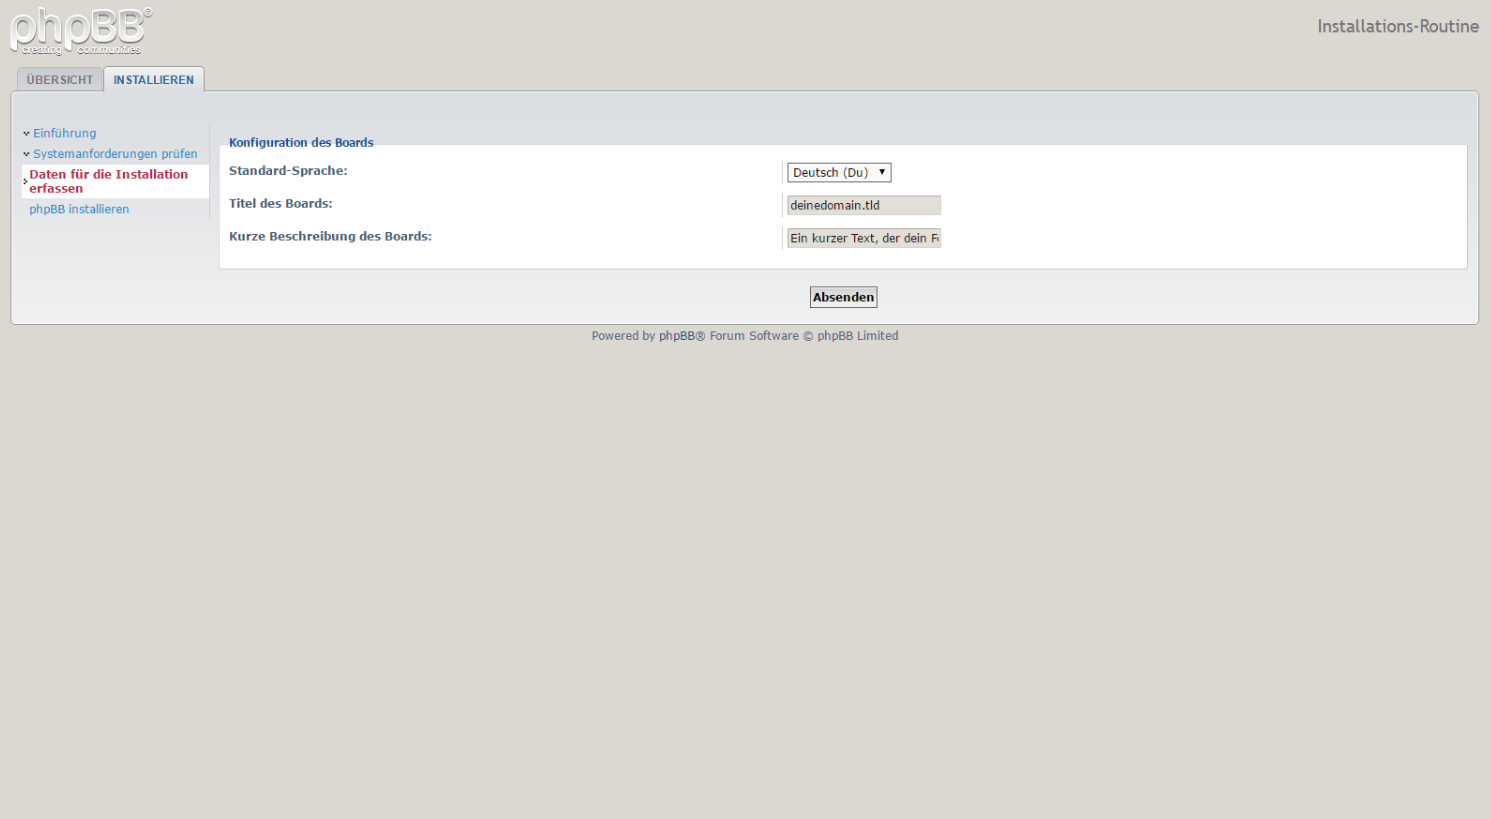 phpBB®
creating communities
Installations-Routine
ÜBERSICHT
INSTALLIEREN
Einführung
Systemanforderungen prüfen
Daten für die Installation
erfassen
phpBB installieren
Konfiguration des Boards
Standard-Sprache:
Deutsch (Du)
Titel des Boards:
deinedomain.tld
Kurze Beschreibung des Boards:
Ein kurzer Text, der dein
Absenden
Powered by phpBB® Forum Software © phpBB Limited